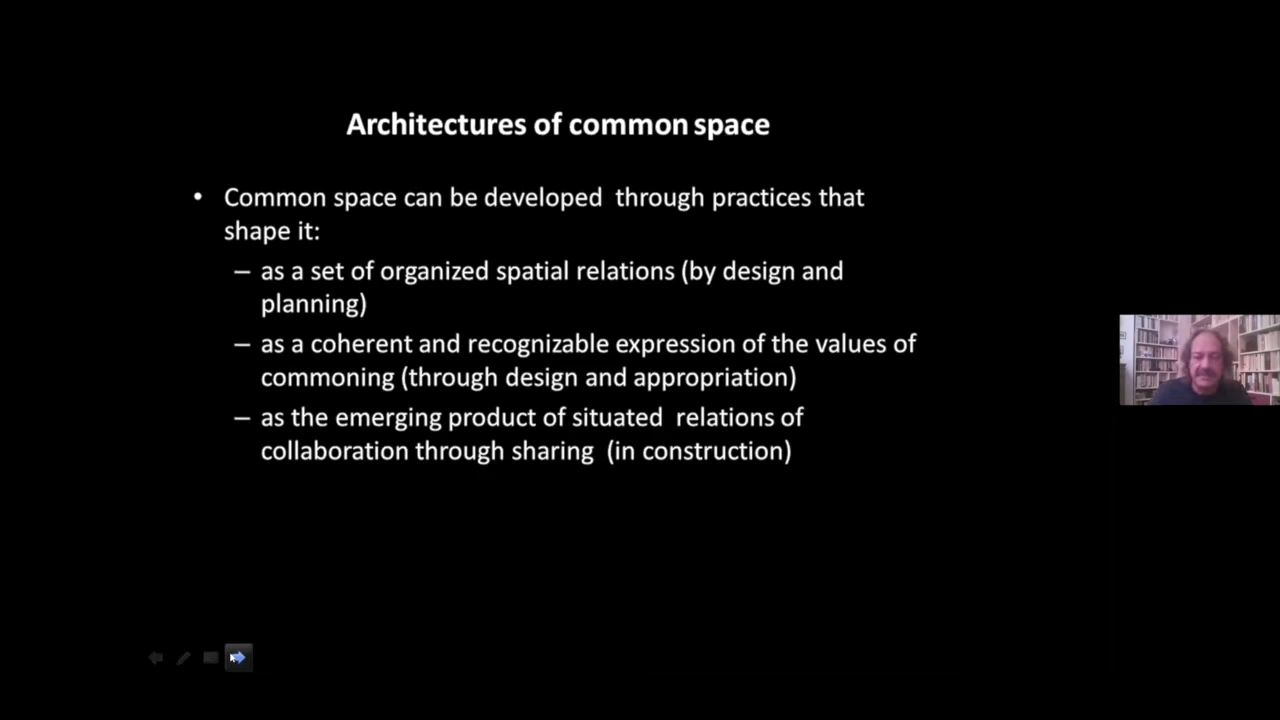 Architectures of common space
• Common space can be developed through practices that
shape it:
– as a set of organized spatial relations (by design and
planning)
– as a coherent and recognizable expression of the values of
commoning (through design and appropriation)
– as the emerging product of situated relations of
collaboration through sharing (in construction)